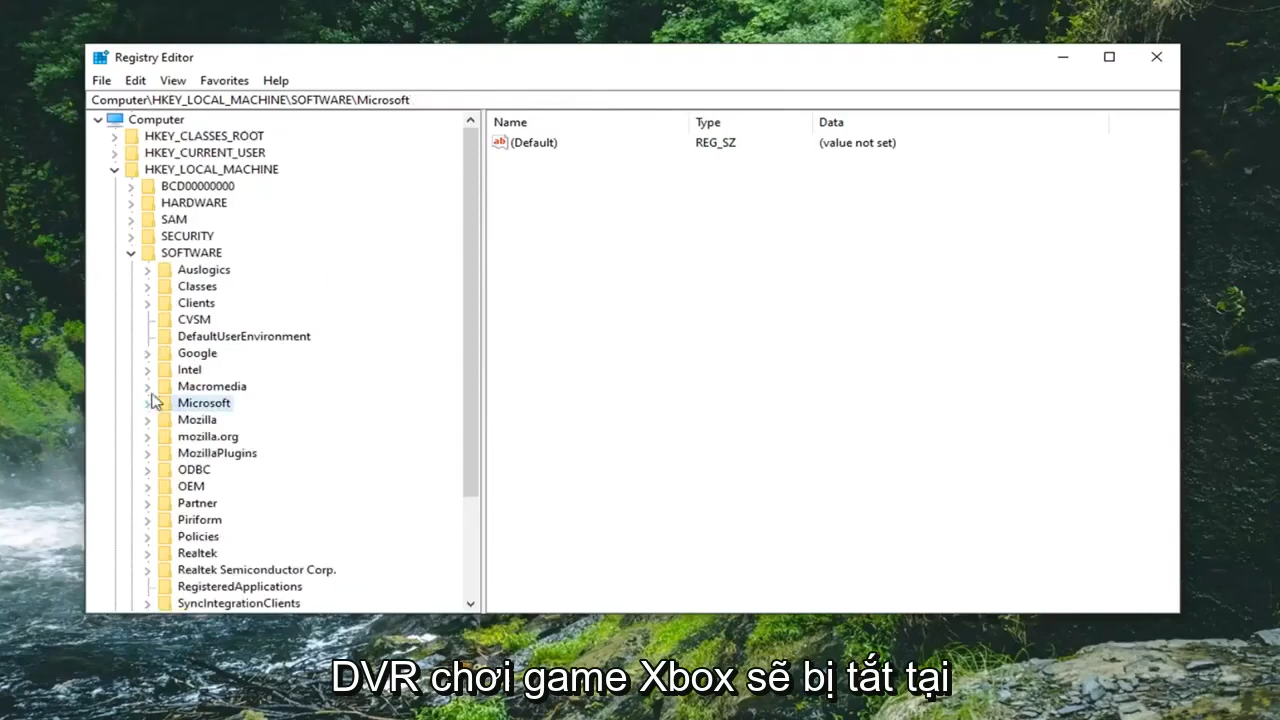 Registry Editor
File Edit View Favorites Help
Computer\HKEY_LOCAL_MACHINE\SOFTWARE\Microsoft
Computer
HKEY_CLASSES_ROOT
HKEY_CURRENT_USER
HKEY_LOCAL_MACHINE
BCD00000000
HARDWARE
SAM
SECURITY
SOFTWARE
Auslogics
Classes
Clients
CVSM
DefaultUserEnvironment
Google
Intel
Macromedia
Microsoft
Mozilla
mozilla.org
MozillaPlugins
ODBC
OEM
Partner
Piriform
Policies
Realtek
Realtek Semiconductor Corp.
RegisteredApplications
SyncIntegrationClients
Name Type Data
ab (Default) REG_SZ (value not set)
DVR chơi game Xbox sẽ bị tắt tại